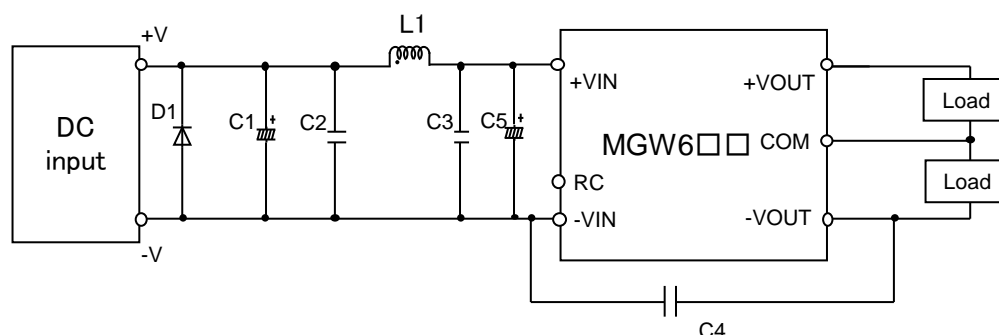 L1
+V
+VIN
+VOUT
Load
D1
C1
+
C2
C3
C5
+
DC
input
MGW6□□
COM
RC
Load
-VIN
-VOUT
-V
C4